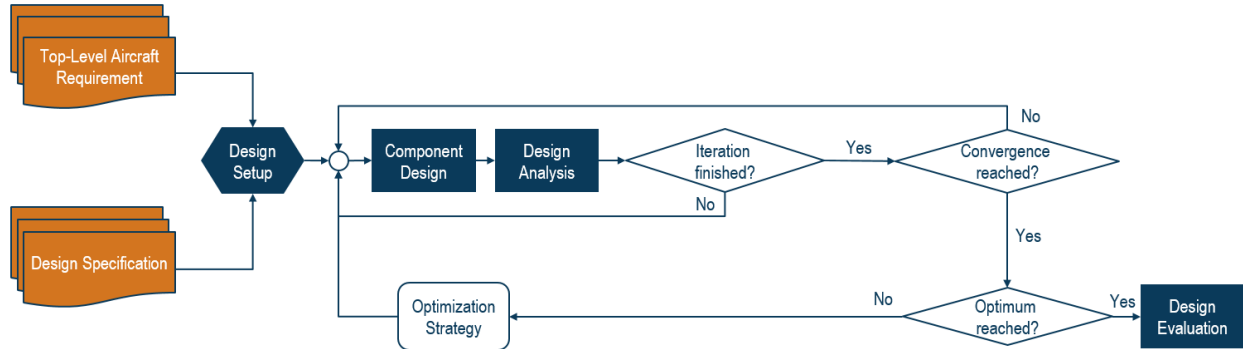 Top-Level Aircraft
Requirement
Design
Setup
Design Specification
Component
Design
Design
Analysis
Iteration
finished?
Yes
No
Convergence
reached?
No
Yes
Optimum
reached?
No
Yes
Optimization
Strategy
Design
Evaluation